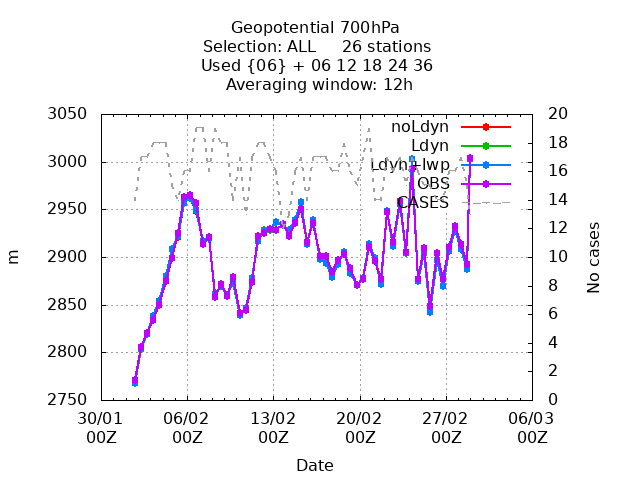 Geopotential 700hPa
Selection: ALL     26 stations
Used {06} + 06 12 18 24 36
Averaging window: 12h
3050
3000
2950
2900
2850
2800
2750
m
20
18
16
14
12
10
8
6
4
2
0
No cases
noLdyn
Ldyn
Ldyn+lwp
OBS
CASES
30/01 06/02 13/02 20/02 27/02 06/03
00Z 00Z 00Z 00Z 00Z 00Z
Date